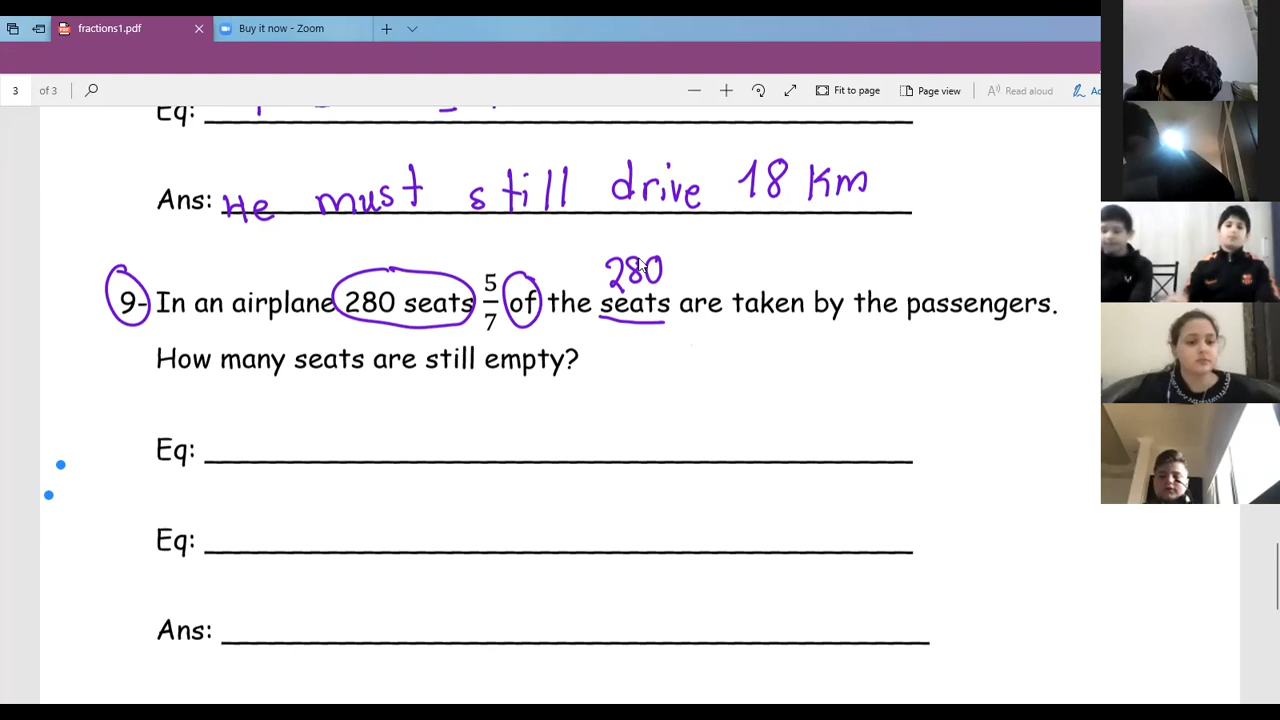 fractions1.pdf
Buy it now - Zoom
3 of 3
Fit to page
Page view
Read aloud
Eq:
Ans: He must still drive 18 km
280
9- In an airplane 280 seats 5/7 of the seats are taken by the passengers.
How many seats are still empty?
Eq:
Eq:
Ans: